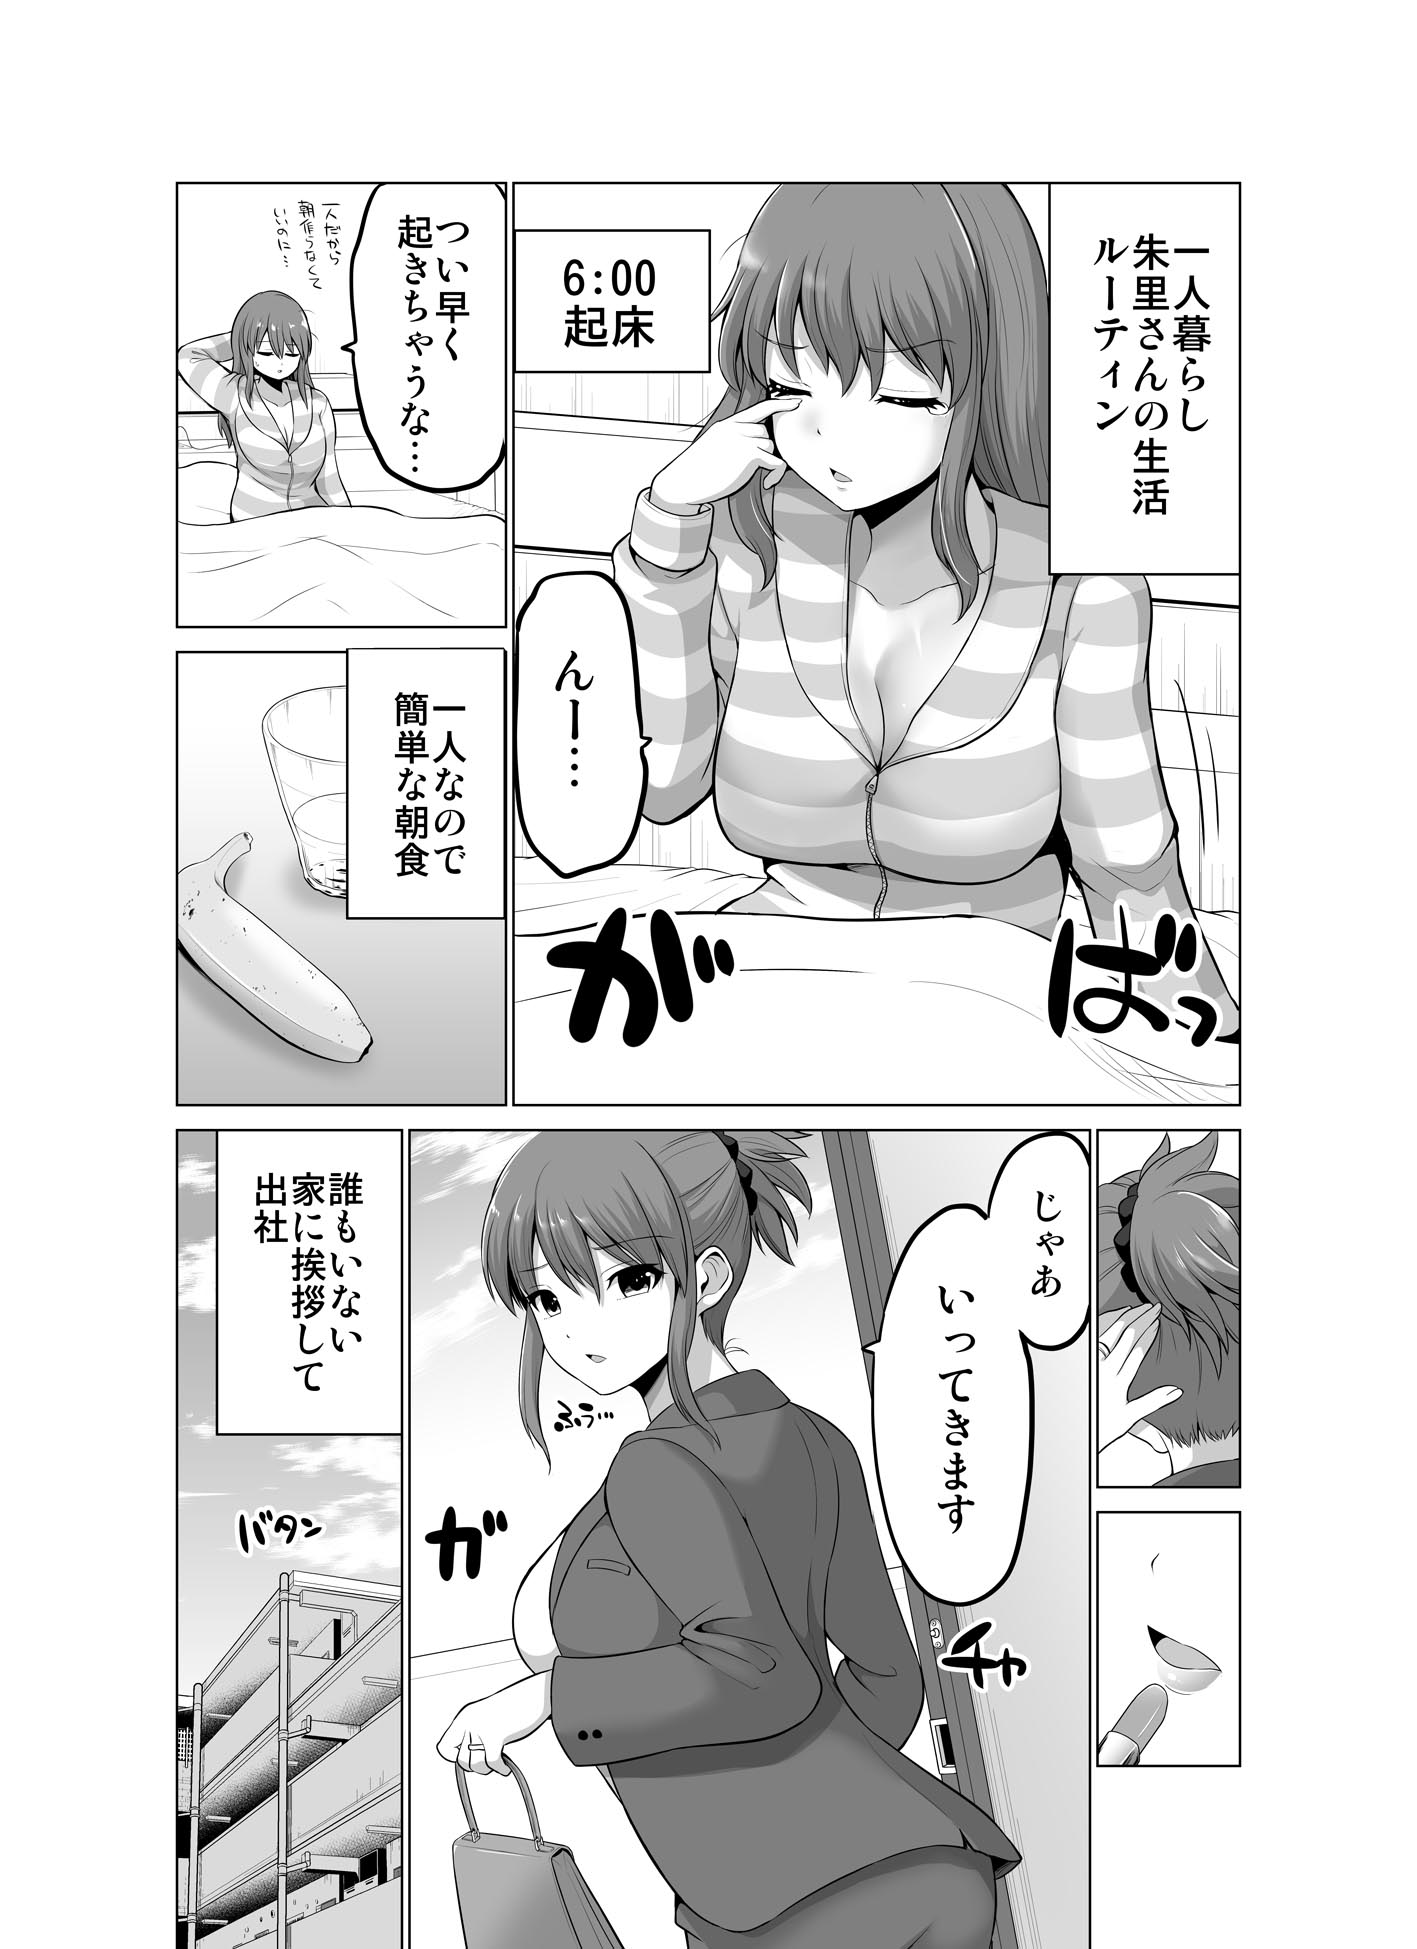 一人暮らし
朱里さんの生活
ルーティン
6:00
起床
んー…
ばっ
が
つい早く
起きちゃうな…
一人だから
朝作らなくて
いいのに…
一人なので
簡単な朝食
じゃあ
いってきます
ふぅ…
ガ
チャ
誰もいない
家に挨拶して
出社
バタン